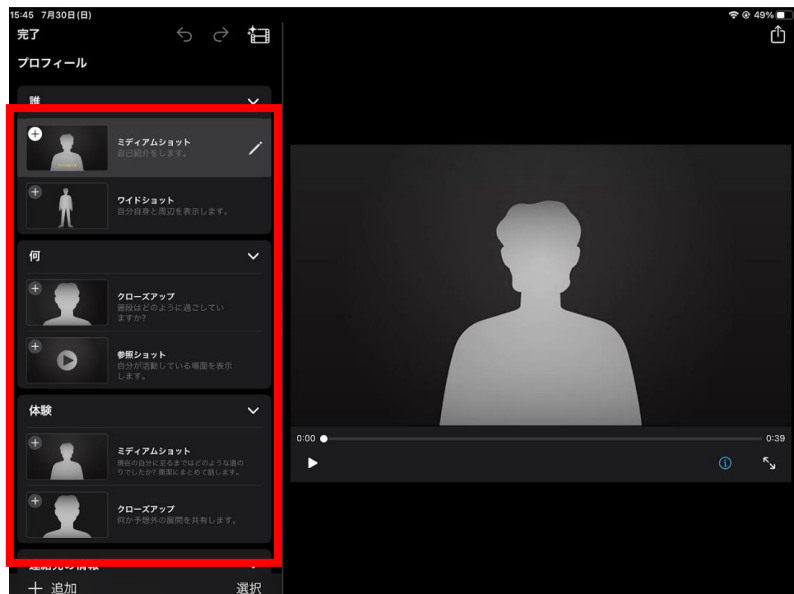 15:45 7月30日(日)
49%
完了
プロフィール
誰
ミディアムショット
自己紹介をします。
ワイドショット
自分自身と周辺を表示します。
何
クローズアップ
普段はどのように過ごしてい
ますか?
参照ショット
自分が活動している場面を表示
します。
体験
ミディアムショット
現在の自分に至るまではどのような道の
りでしたか? 簡潔にまとめて話します。
クローズアップ
何か予想外の展開を共有します。
連絡先の情報
追加
選択
0:00
0:39